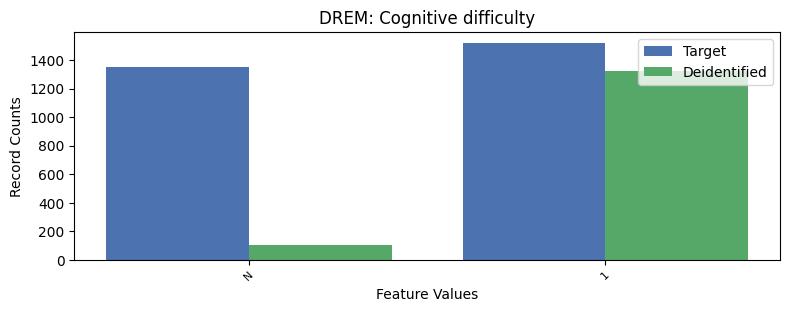 DREM: Cognitive difficulty
Target
Deidentified
Record Counts
1400
1200
1000
800
600
400
200
0
N
1
Feature Values